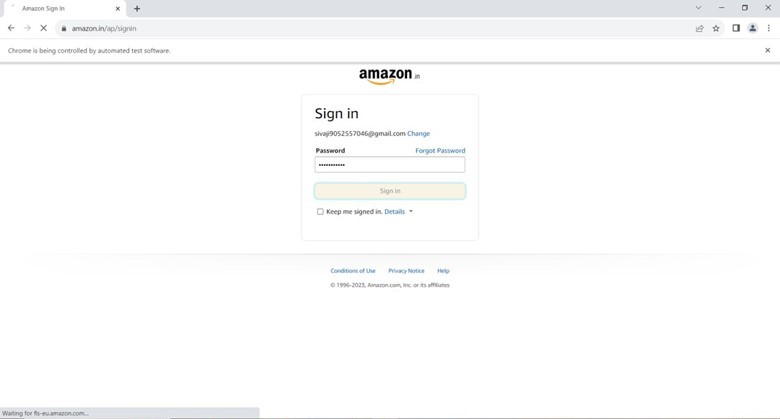 Amazon Sign In
amazon.in/ap/signin
Chrome is being controlled by automated test software.
amazon.in
Sign in
sivaji9052557046@gmail.com Change
Password Forgot Password
•••••••••••
Sign in
Keep me signed in. Details
Conditions of Use Privacy Notice Help
© 1996-2023, Amazon.com, Inc. or its affiliates
Waiting for fls-eu.amazon.com...